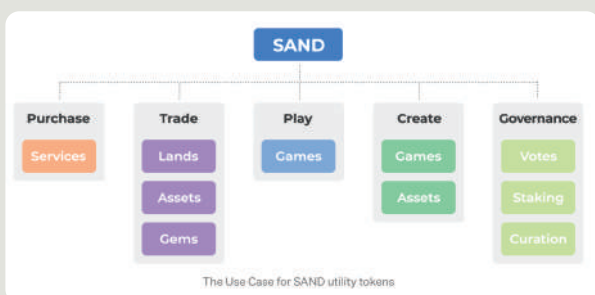 SAND
Purchase
Services
Trade
Lands
Assets
Gems
Play
Games
Create
Games
Assets
Governance
Votes
Staking
Curation
The Use Case for SAND utility tokens